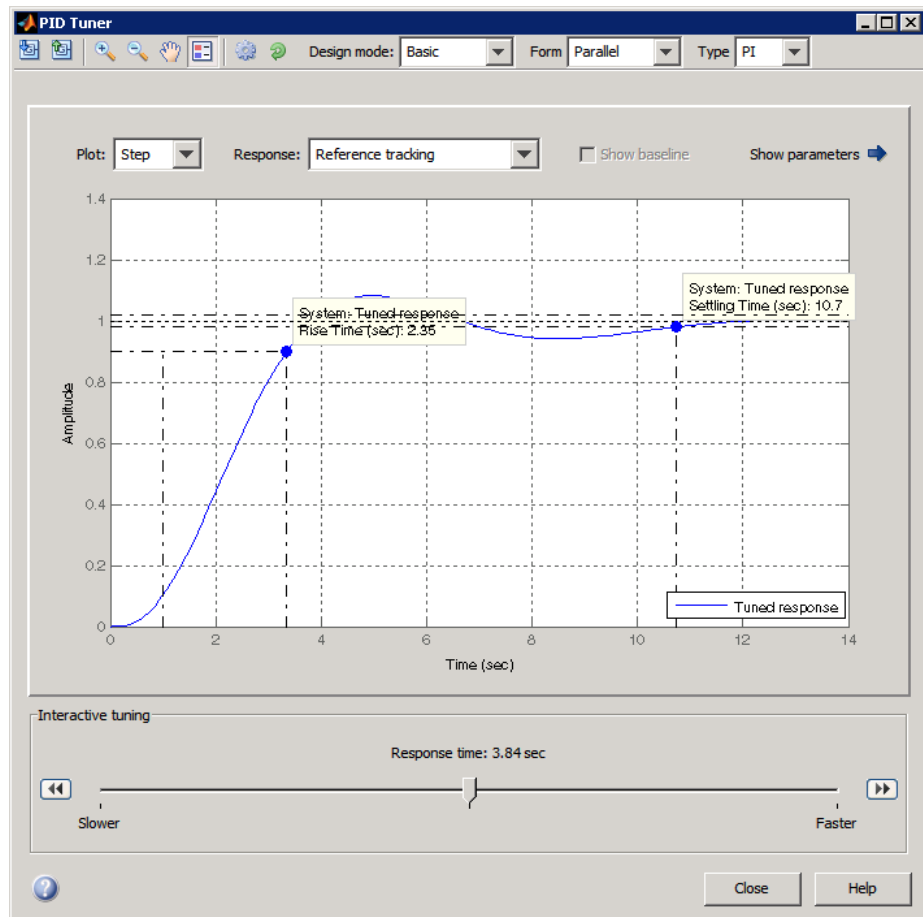 PID Tuner
Design mode: Basic Form Parallel Type PI
Plot: Step Response: Reference tracking Show baseline Show parameters
1.4
1.2
1
0.8
0.6
0.4
0.2
0
Amplitude
System: Tuned response
Rise Time (sec): 2.35
System: Tuned response
Settling Time (sec): 10.7
Tuned response
0 2 4 6 8 10 12 14
Time (sec)
Interactive tuning
Response time: 3.84 sec
Slower Faster
? Close Help